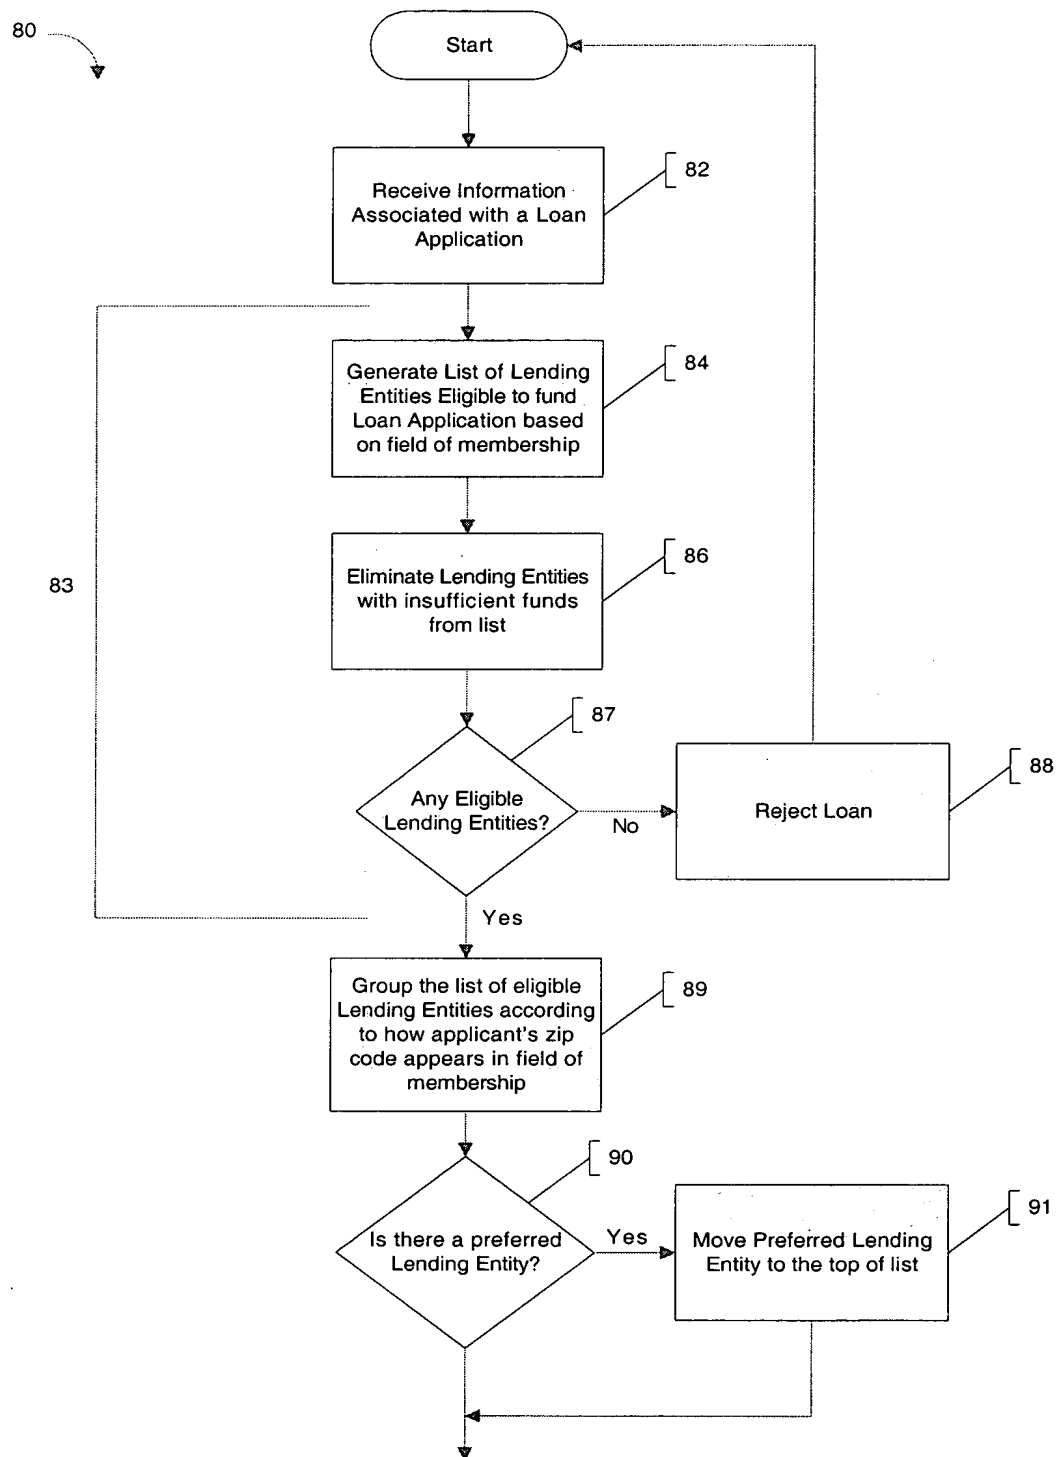 80
Start
82
Receive Information
Associated with a Loan
Application
84
Generate List of Lending
Entities Eligible to fund
Loan Application based
on field of membership
86
Eliminate Lending Entities
with insufficient funds
from list
83
87
Any Eligible
Lending Entities?
No
88
Reject Loan
Yes
89
Group the list of eligible
Lending Entities according
to how applicant's zip
code appears in field of
membership
90
Is there a preferred
Lending Entity?
Yes
91
Move Preferred Lending
Entity to the top of list